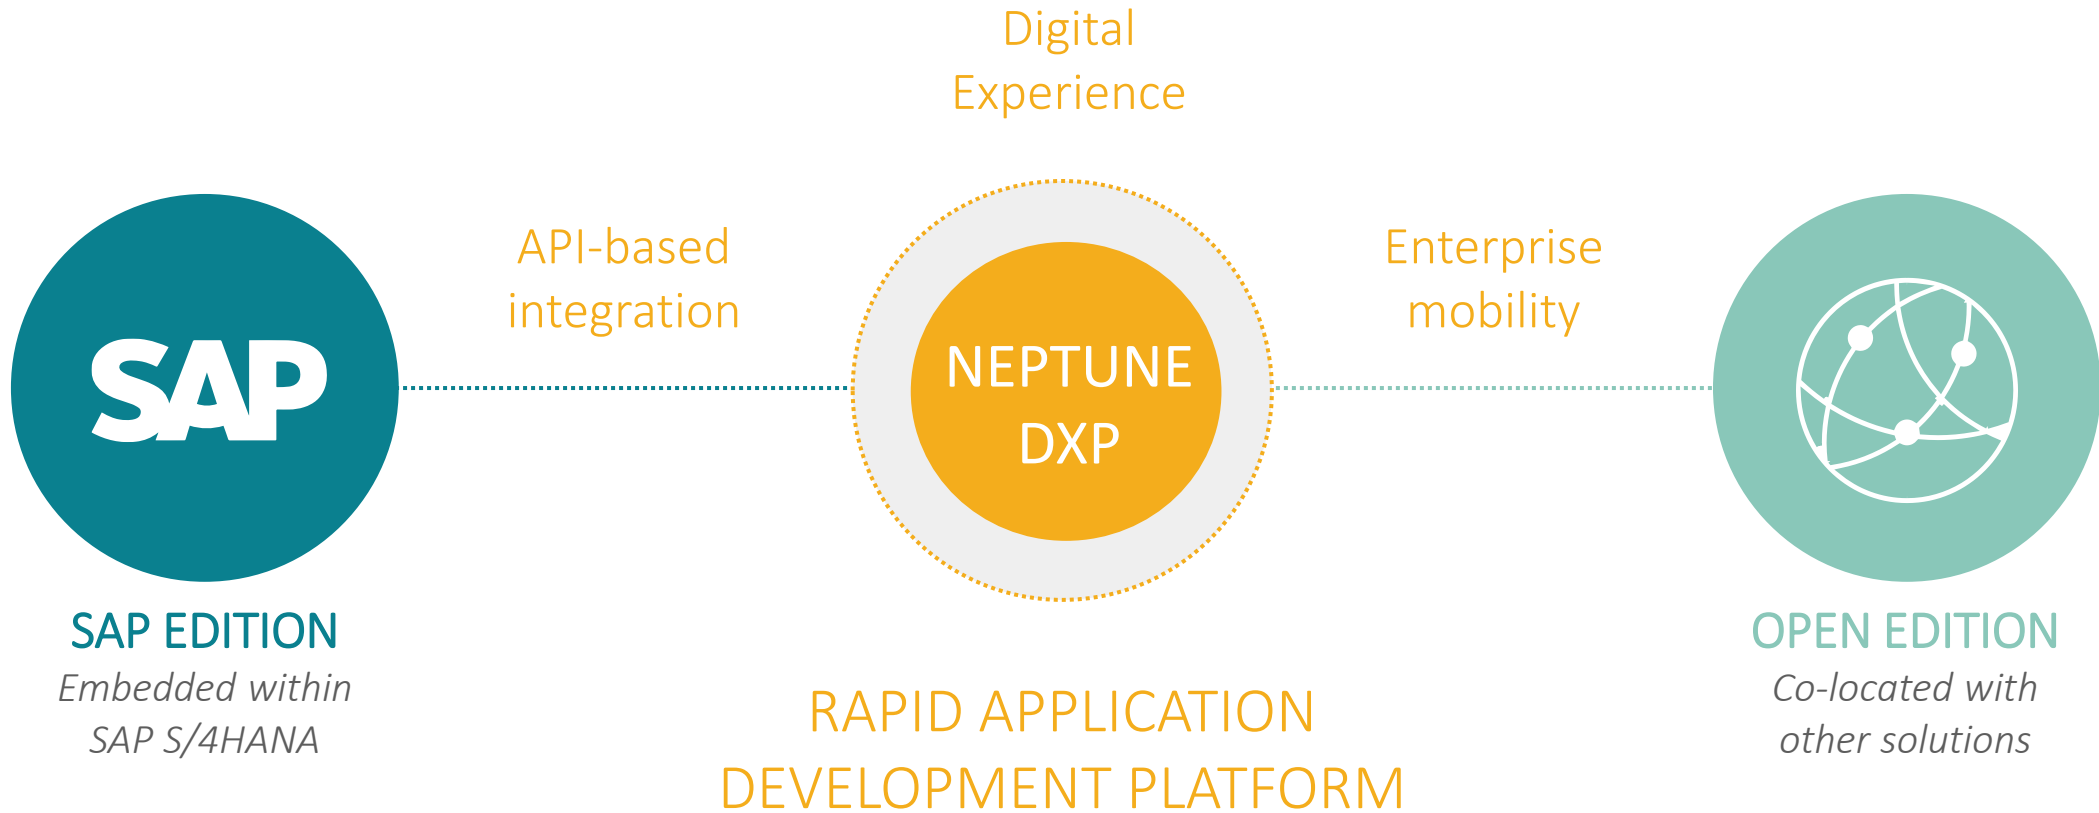 Digital
Experience
API-based
integration
Enterprise
mobility
SAP
NEPTUNE
DXP
SAP EDITION
Embedded within
SAP S/4HANA
OPEN EDITION
Co-located with
other solutions
RAPID APPLICATION
DEVELOPMENT PLATFORM